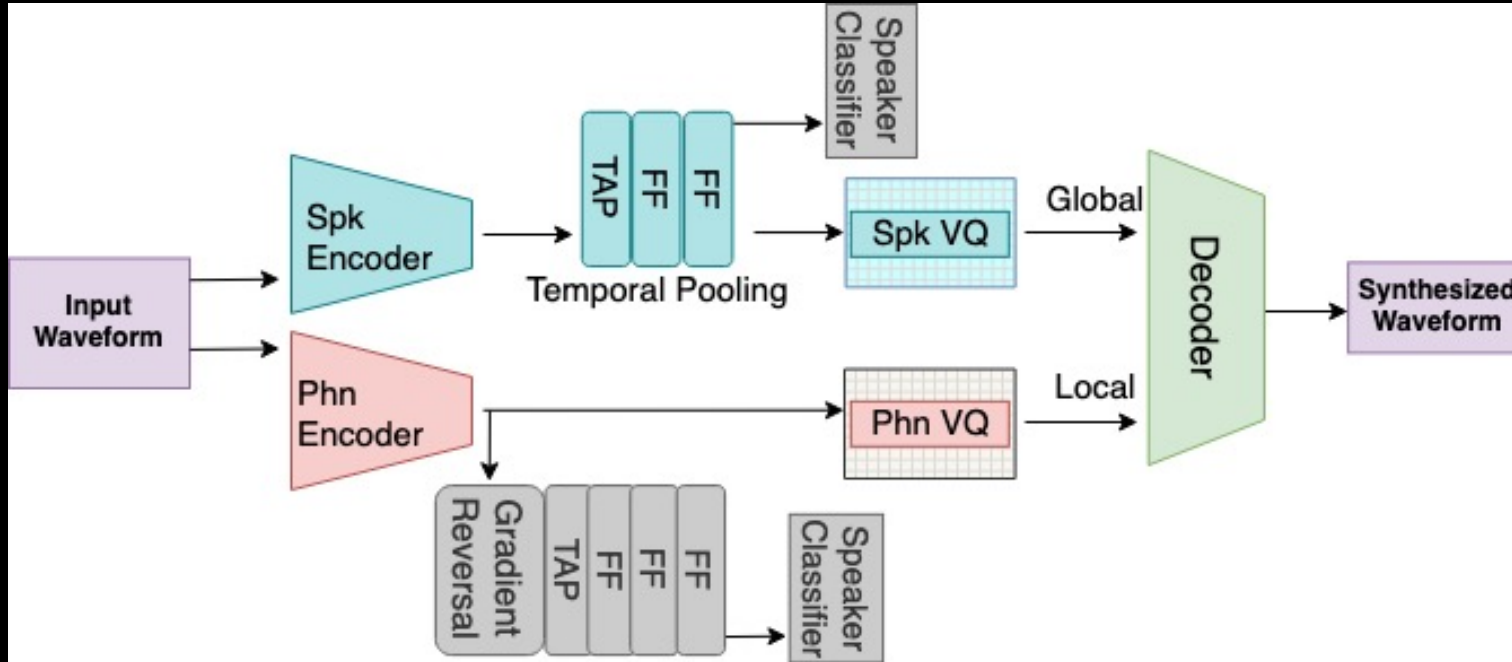 Speaker
Classifier
TAP
FF
FF
Spk
Encoder
Temporal Pooling
Spk VQ
Global
Input
Waveform
Decoder
Synthesized
Waveform
Phn
Encoder
Phn VQ
Local
Gradient
Reversal
TAP
FF
FF
FF
Speaker
Classifier